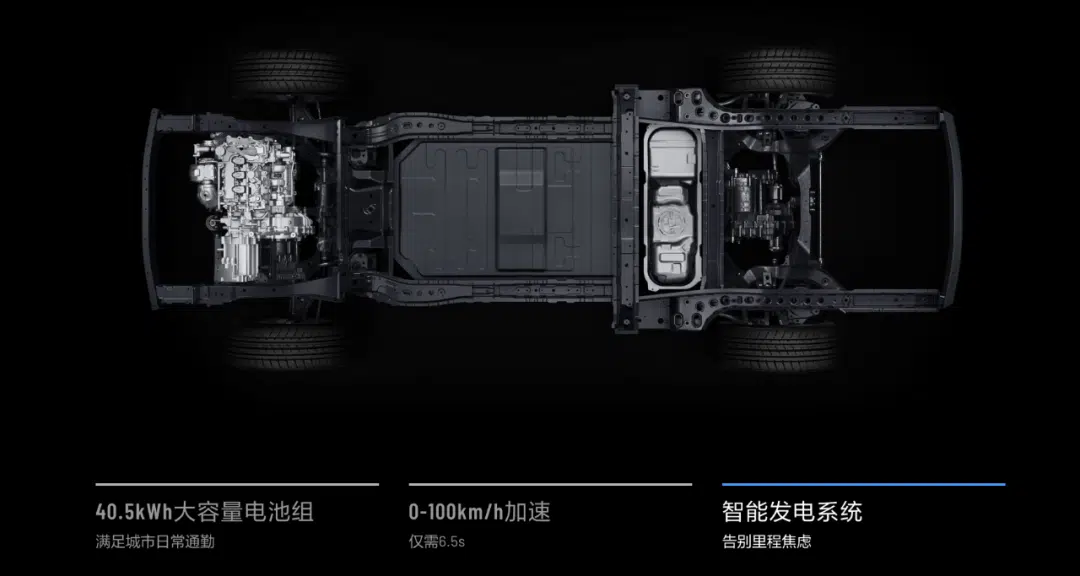 40.5kWh大容量电池组
满足城市日常通勤
0-100km/h加速
仅需6.5s
智能发电系统
告别里程焦虑